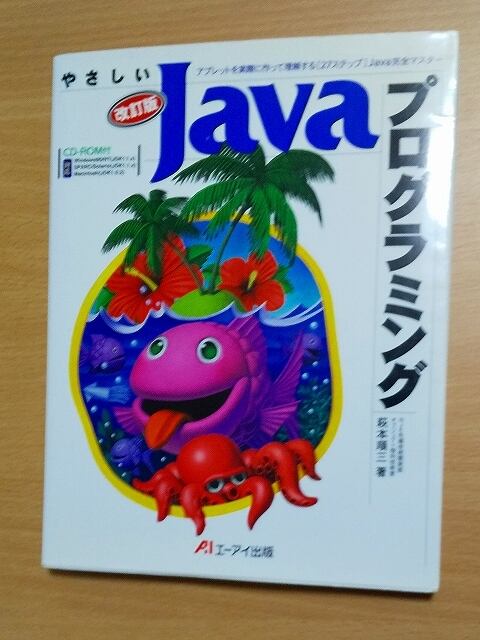 アプレットを実際に作って理解する[27ステップ]Java完全マスター
やさしい
Java
プログラミング
改訂版
CD-ROM付
萩本順三 著
AI エーアイ出版